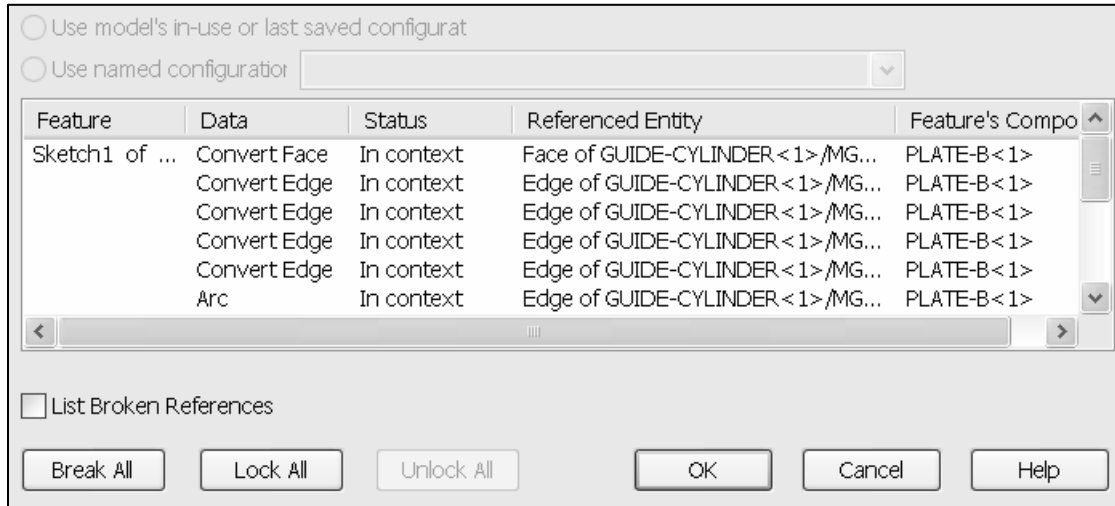 Use model's in-use or last saved configurat
Use named configuration
Feature Data Status Referenced Entity Feature's Compo
Sketch1 of ... Convert Face In context Face of GUIDE-CYLINDER<1>/MG... PLATE-B<1>
Convert Edge In context Edge of GUIDE-CYLINDER<1>/MG... PLATE-B<1>
Convert Edge In context Edge of GUIDE-CYLINDER<1>/MG... PLATE-B<1>
Convert Edge In context Edge of GUIDE-CYLINDER<1>/MG... PLATE-B<1>
Convert Edge In context Edge of GUIDE-CYLINDER<1>/MG... PLATE-B<1>
Arc In context Edge of GUIDE-CYLINDER<1>/MG... PLATE-B<1>
List Broken References
Break All Lock All Unlock All OK Cancel Help